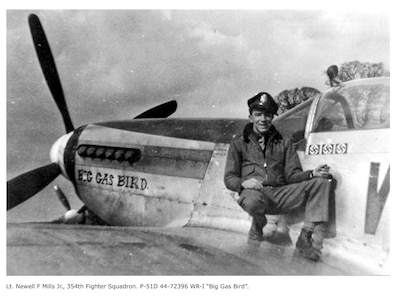 BIG GAS BIRD
Lt. Newell F Mills Jr., 354th Fighter Squadron. P-51D 44-72396 WR-I "Big Gas Bird".